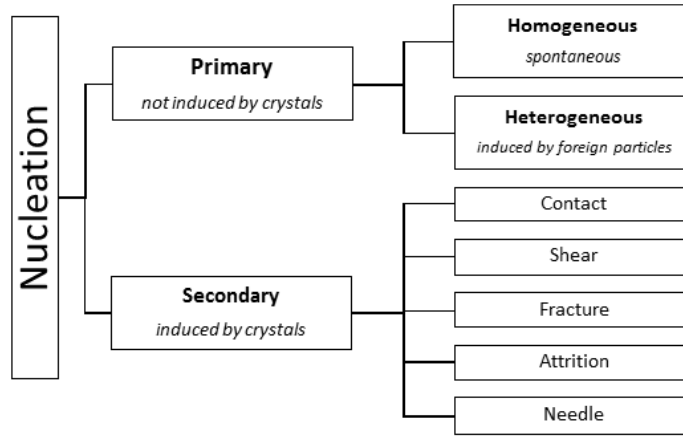 Nucleation
Primary
not induced by crystals
Homogeneous
spontaneous
Heterogeneous
induced by foreign particles
Secondary
induced by crystals
Contact
Shear
Fracture
Attrition
Needle